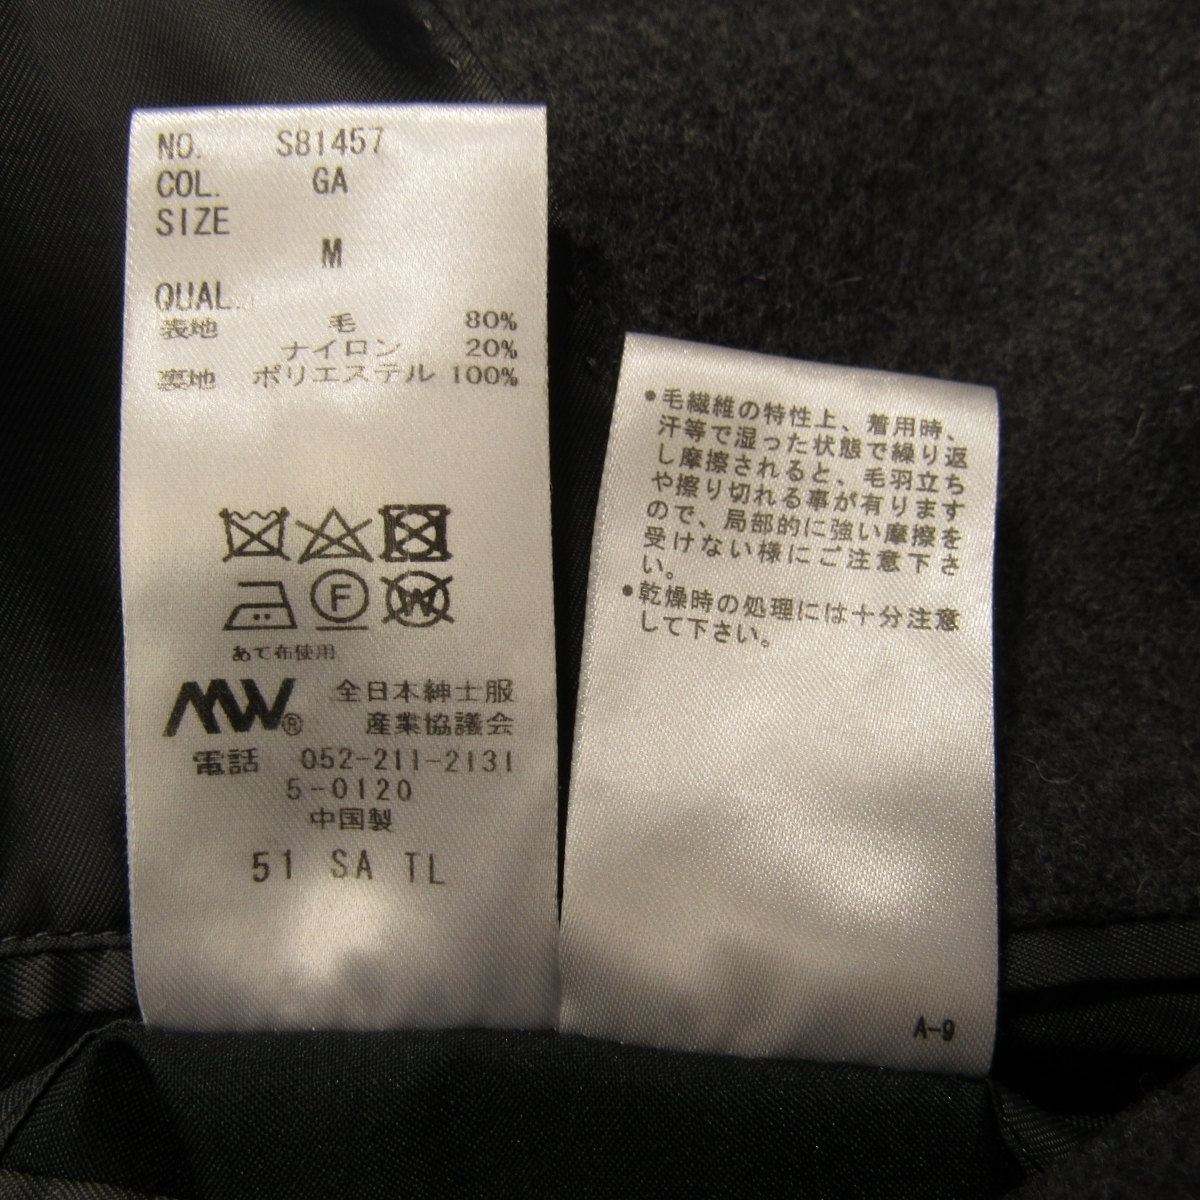 NO. S81457
COL. GA
SIZE
M
QUAL.
表地 毛 80%
ナイロン 20%
裏地 ポリエステル 100%
F
W
あて布使用
MW® 全日本紳士服
産業協議会
電話 052-211-2131
5-0120
中国製
51 SA TL
•毛繊維の特性上、着用時、
汗等で湿った状態で繰り返
し摩擦されると、毛羽立ち
や擦り切れる事が有ります
ので、局部的に強い摩擦を
受けない様にご注意下さ
い。
•乾燥時の処理には十分注意
して下さい。
A-9